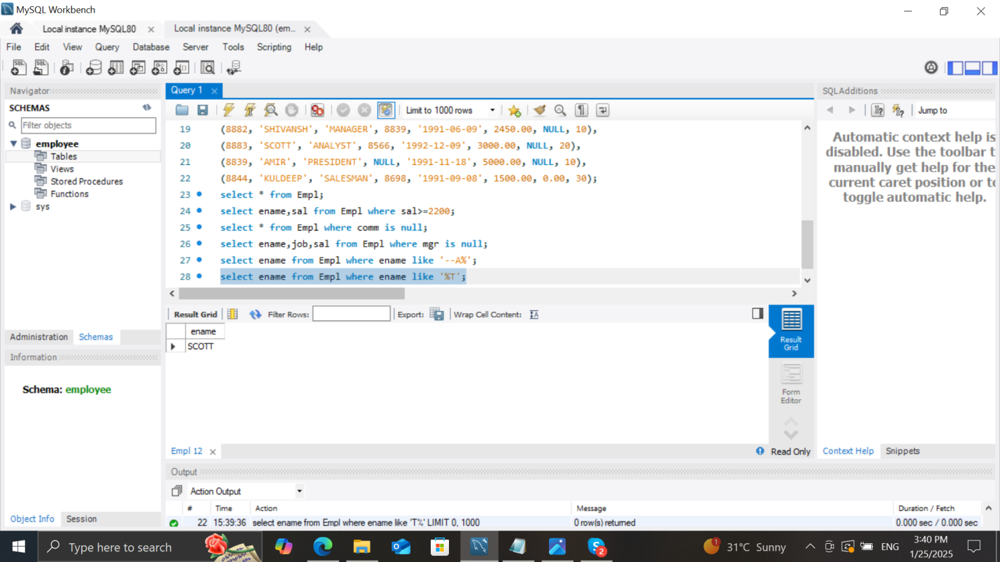 MySQL Workbench
Local instance MySQL80
Local instance MySQL80 (em...
File Edit View Query Database Server Tools Scripting Help
Navigator
SCHEMAS
Filter objects
employee
Tables
Views
Stored Procedures
Functions
sys
Administration Schemas
Information
Schema: employee
Object Info Session
Query 1
Limit to 1000 rows
19 (8882, 'SHIVANSH', 'MANAGER', 8839, '1991-06-09', 2450.00, NULL, 10),
20 (8883, 'SCOTT', 'ANALYST', 8566, '1992-12-09', 3000.00, NULL, 20),
21 (8839, 'AMIR', 'PRESIDENT', NULL, '1991-11-18', 5000.00, NULL, 10),
22 (8844, 'KULDEEP', 'SALESMAN', 8698, '1991-09-08', 1500.00, 0.00, 30);
23 select * from Empl;
24 select ename,sal from Empl where sal>=2200;
25 select * from Empl where comm is null;
26 select ename,job,sal from Empl where mgr is null;
27 select ename from Empl where ename like '--A%';
28 select ename from Empl where ename like '%T';
Result Grid Filter Rows: Export: Wrap Cell Content:
ename
SCOTT
Result
Grid
Form
Editor
Empl 12
Read Only
Output
Action Output
# Time Action Message Duration / Fetch
22 15:39:36 select ename from Empl where ename like 'T%' LIMIT 0, 1000 0 row(s) returned 0.000 sec / 0.000 sec
SQLAdditions
Jump to
Automatic context help is
disabled. Use the toolbar t
manually get help for the
current caret position or to
toggle automatic help.
Context Help Snippets
Type here to search
1
2
31°C Sunny
ENG
3:40 PM
1/25/2025